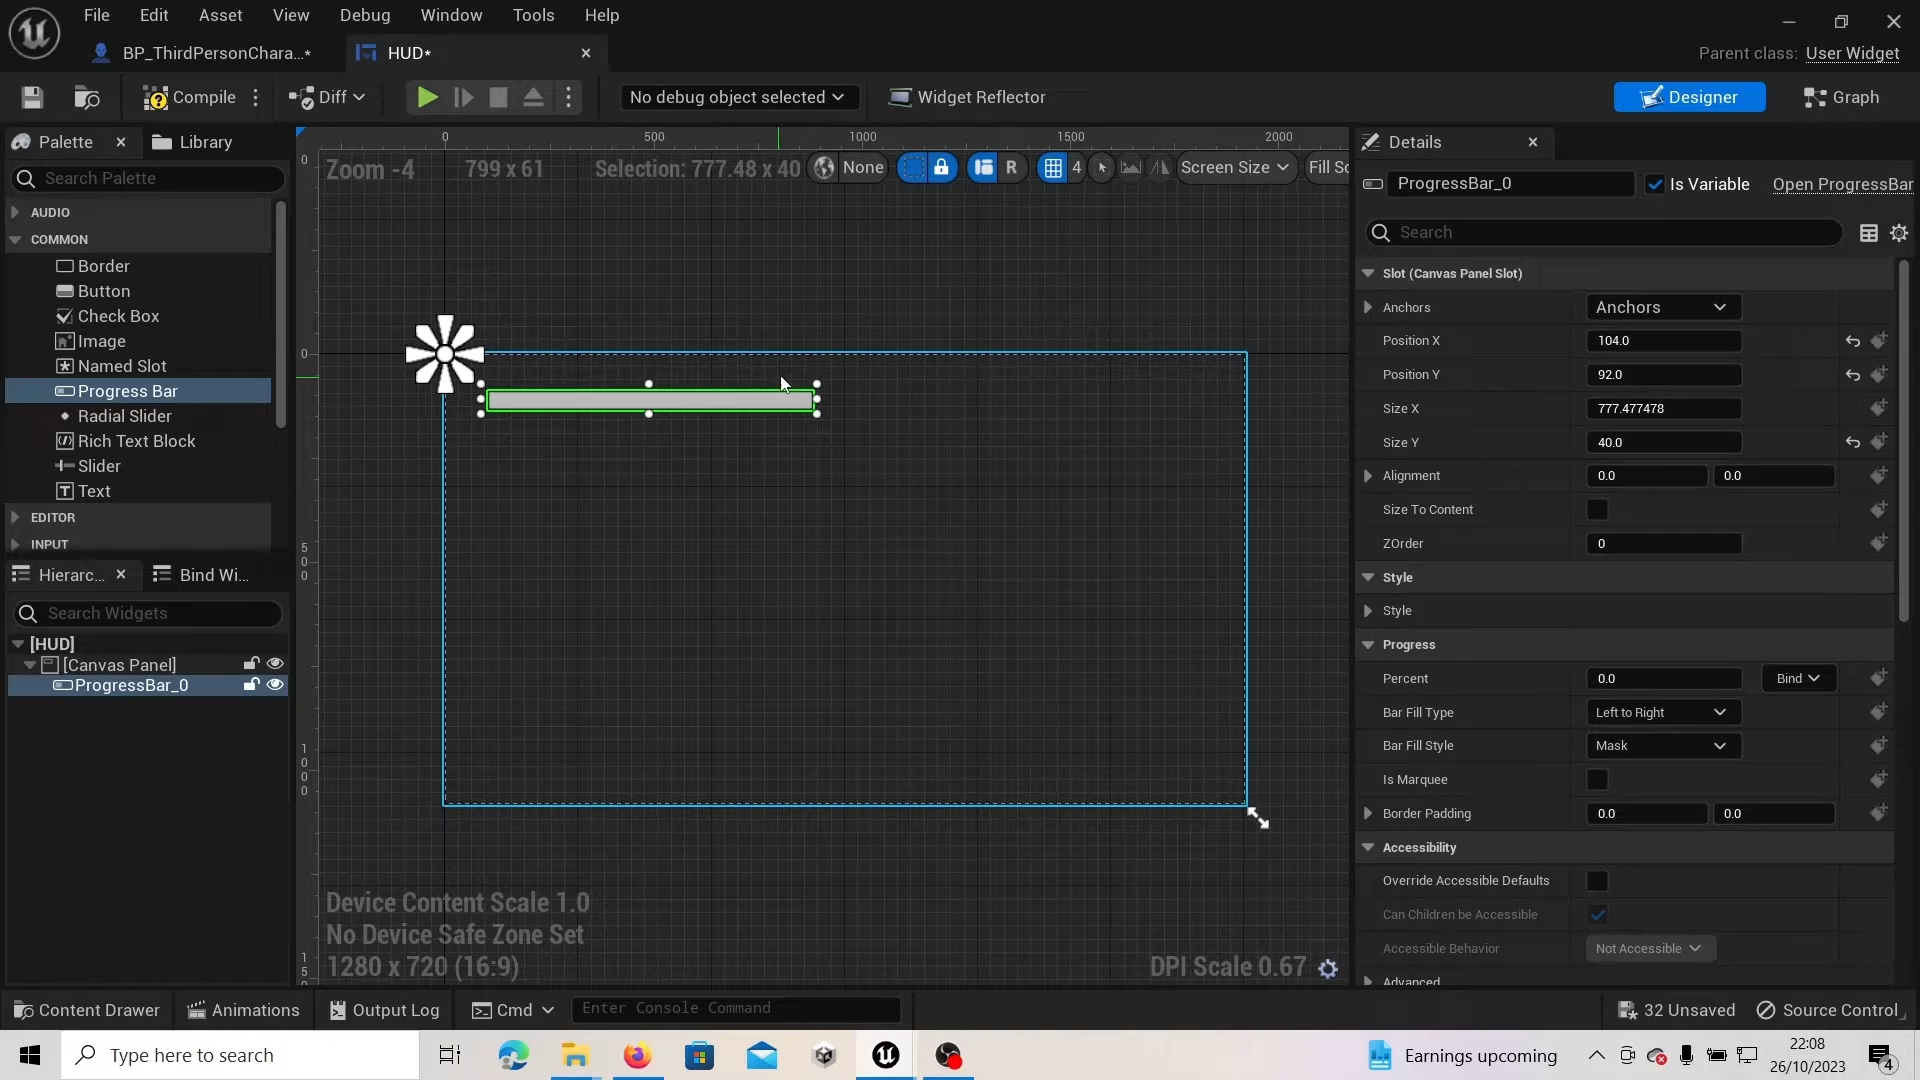 File Edit Asset View Debug Window Tools Help
BP_ThirdPersonChara...* HUD* Parent class: User Widget
Compile Diff No debug object selected Widget Reflector Designer Graph
Palette Library
Search Palette
AUDIO
COMMON
Border
Button
Check Box
Image
Named Slot
Progress Bar
Radial Slider
Rich Text Block
Slider
Text
EDITOR
INPUT
Hierarc... Bind Wi...
Search Widgets
[HUD]
[Canvas Panel]
ProgressBar_0
0 500 1000 1500 2000
Zoom -4 799 x 61 Selection: 777.48 x 40 None R 4 Screen Size Fill Sc
0
0
500
1000
15
Device Content Scale 1.0
No Device Safe Zone Set
1280 x 720 (16:9) DPI Scale 0.67
Details
ProgressBar_0 Is Variable Open ProgressBar
Search
Slot (Canvas Panel Slot)
Anchors Anchors
Position X 104.0
Position Y 92.0
Size X 777.477478
Size Y 40.0
Alignment 0.0 0.0
Size To Content
ZOrder 0
Style
Style
Progress
Percent 0.0 Bind
Bar Fill Type Left to Right
Bar Fill Style Mask
Is Marquee
Border Padding 0.0 0.0
Accessibility
Override Accessible Defaults
Can Children be Accessible
Accessible Behavior Not Accessible
Advanced
Content Drawer Animations Output Log Cmd Enter Console Command 32 Unsaved Source Control
Type here to search Earnings upcoming 22:08
26/10/2023 4